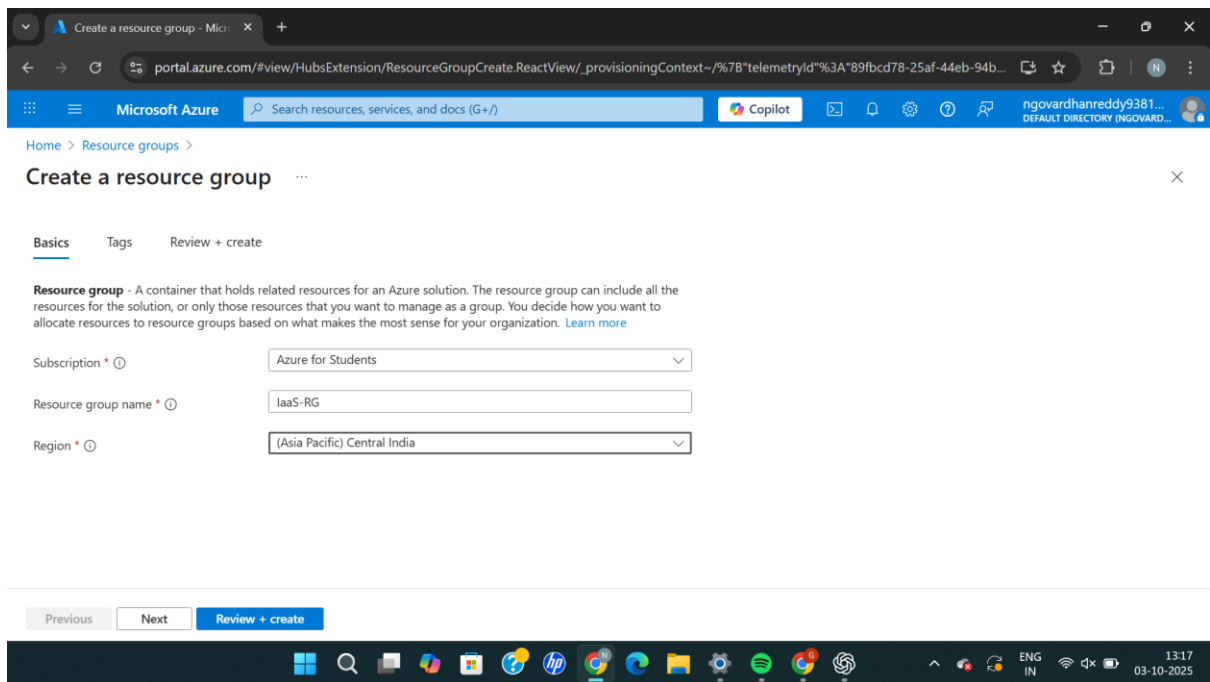 Create a resource group - Micr
portal.azure.com/#view/HubsExtension/ResourceGroupCreate.ReactView/_provisioningContext~/%7B"telemetryId"%3A"89fbcd78-25af-44eb-94b...
N
Microsoft Azure
Search resources, services, and docs (G+/)
Copilot
ngovardhanreddy9381...
DEFAULT DIRECTORY (NGOVARD...
Home > Resource groups >
Create a resource group ...
Basics Tags Review + create
Resource group - A container that holds related resources for an Azure solution. The resource group can include all the
resources for the solution, or only those resources that you want to manage as a group. You decide how you want to
allocate resources to resource groups based on what makes the most sense for your organization. Learn more
Subscription * Azure for Students
Resource group name * IaaS-RG
Region * (Asia Pacific) Central India
Previous Next Review + create
hp
ENG
IN
13:17
03-10-2025